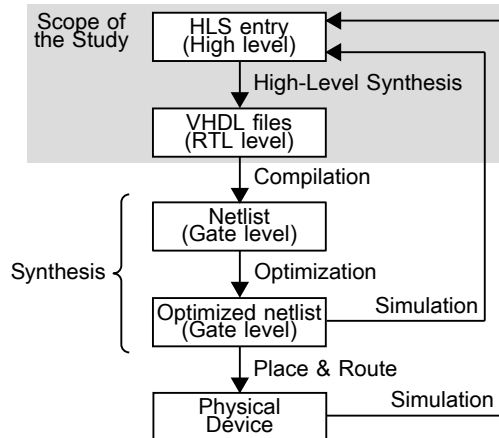 Scope of
the Study
HLS entry
(High level)
High-Level Synthesis
VHDL files
(RTL level)
Compilation
Netlist
(Gate level)
Synthesis
Optimization
Optimized netlist
(Gate level)
Simulation
Place & Route
Physical
Device
Simulation